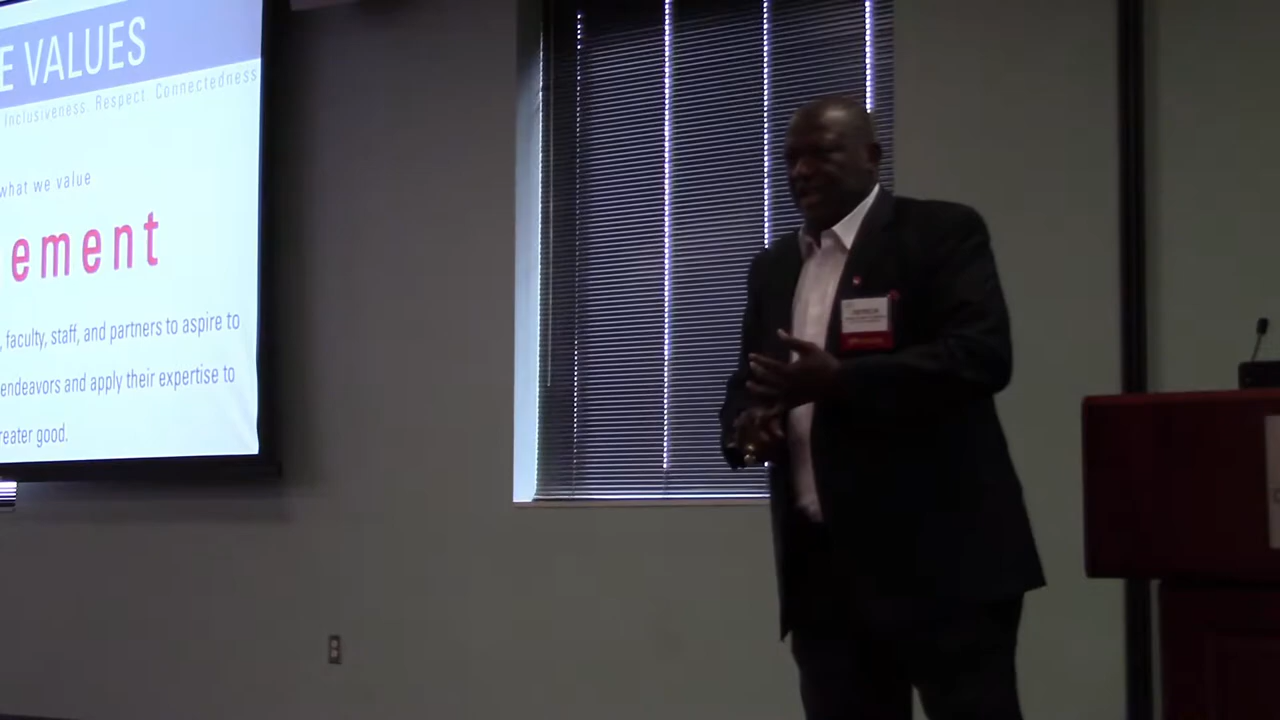 E VALUES
Inclusiveness. Respect. Connectedness
what we value
ement
, faculty, staff, and partners to aspire to
endeavors and apply their expertise to
reater good.